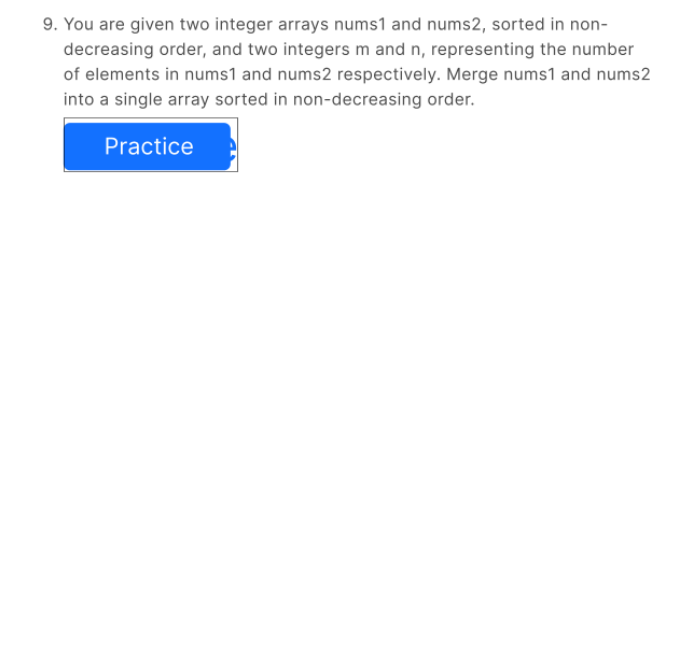 9. You are given two integer arrays nums1 and nums2, sorted in non-
decreasing order, and two integers m and n, representing the number
of elements in nums1 and nums2 respectively. Merge nums1 and nums2
into a single array sorted in non-decreasing order.
Practice